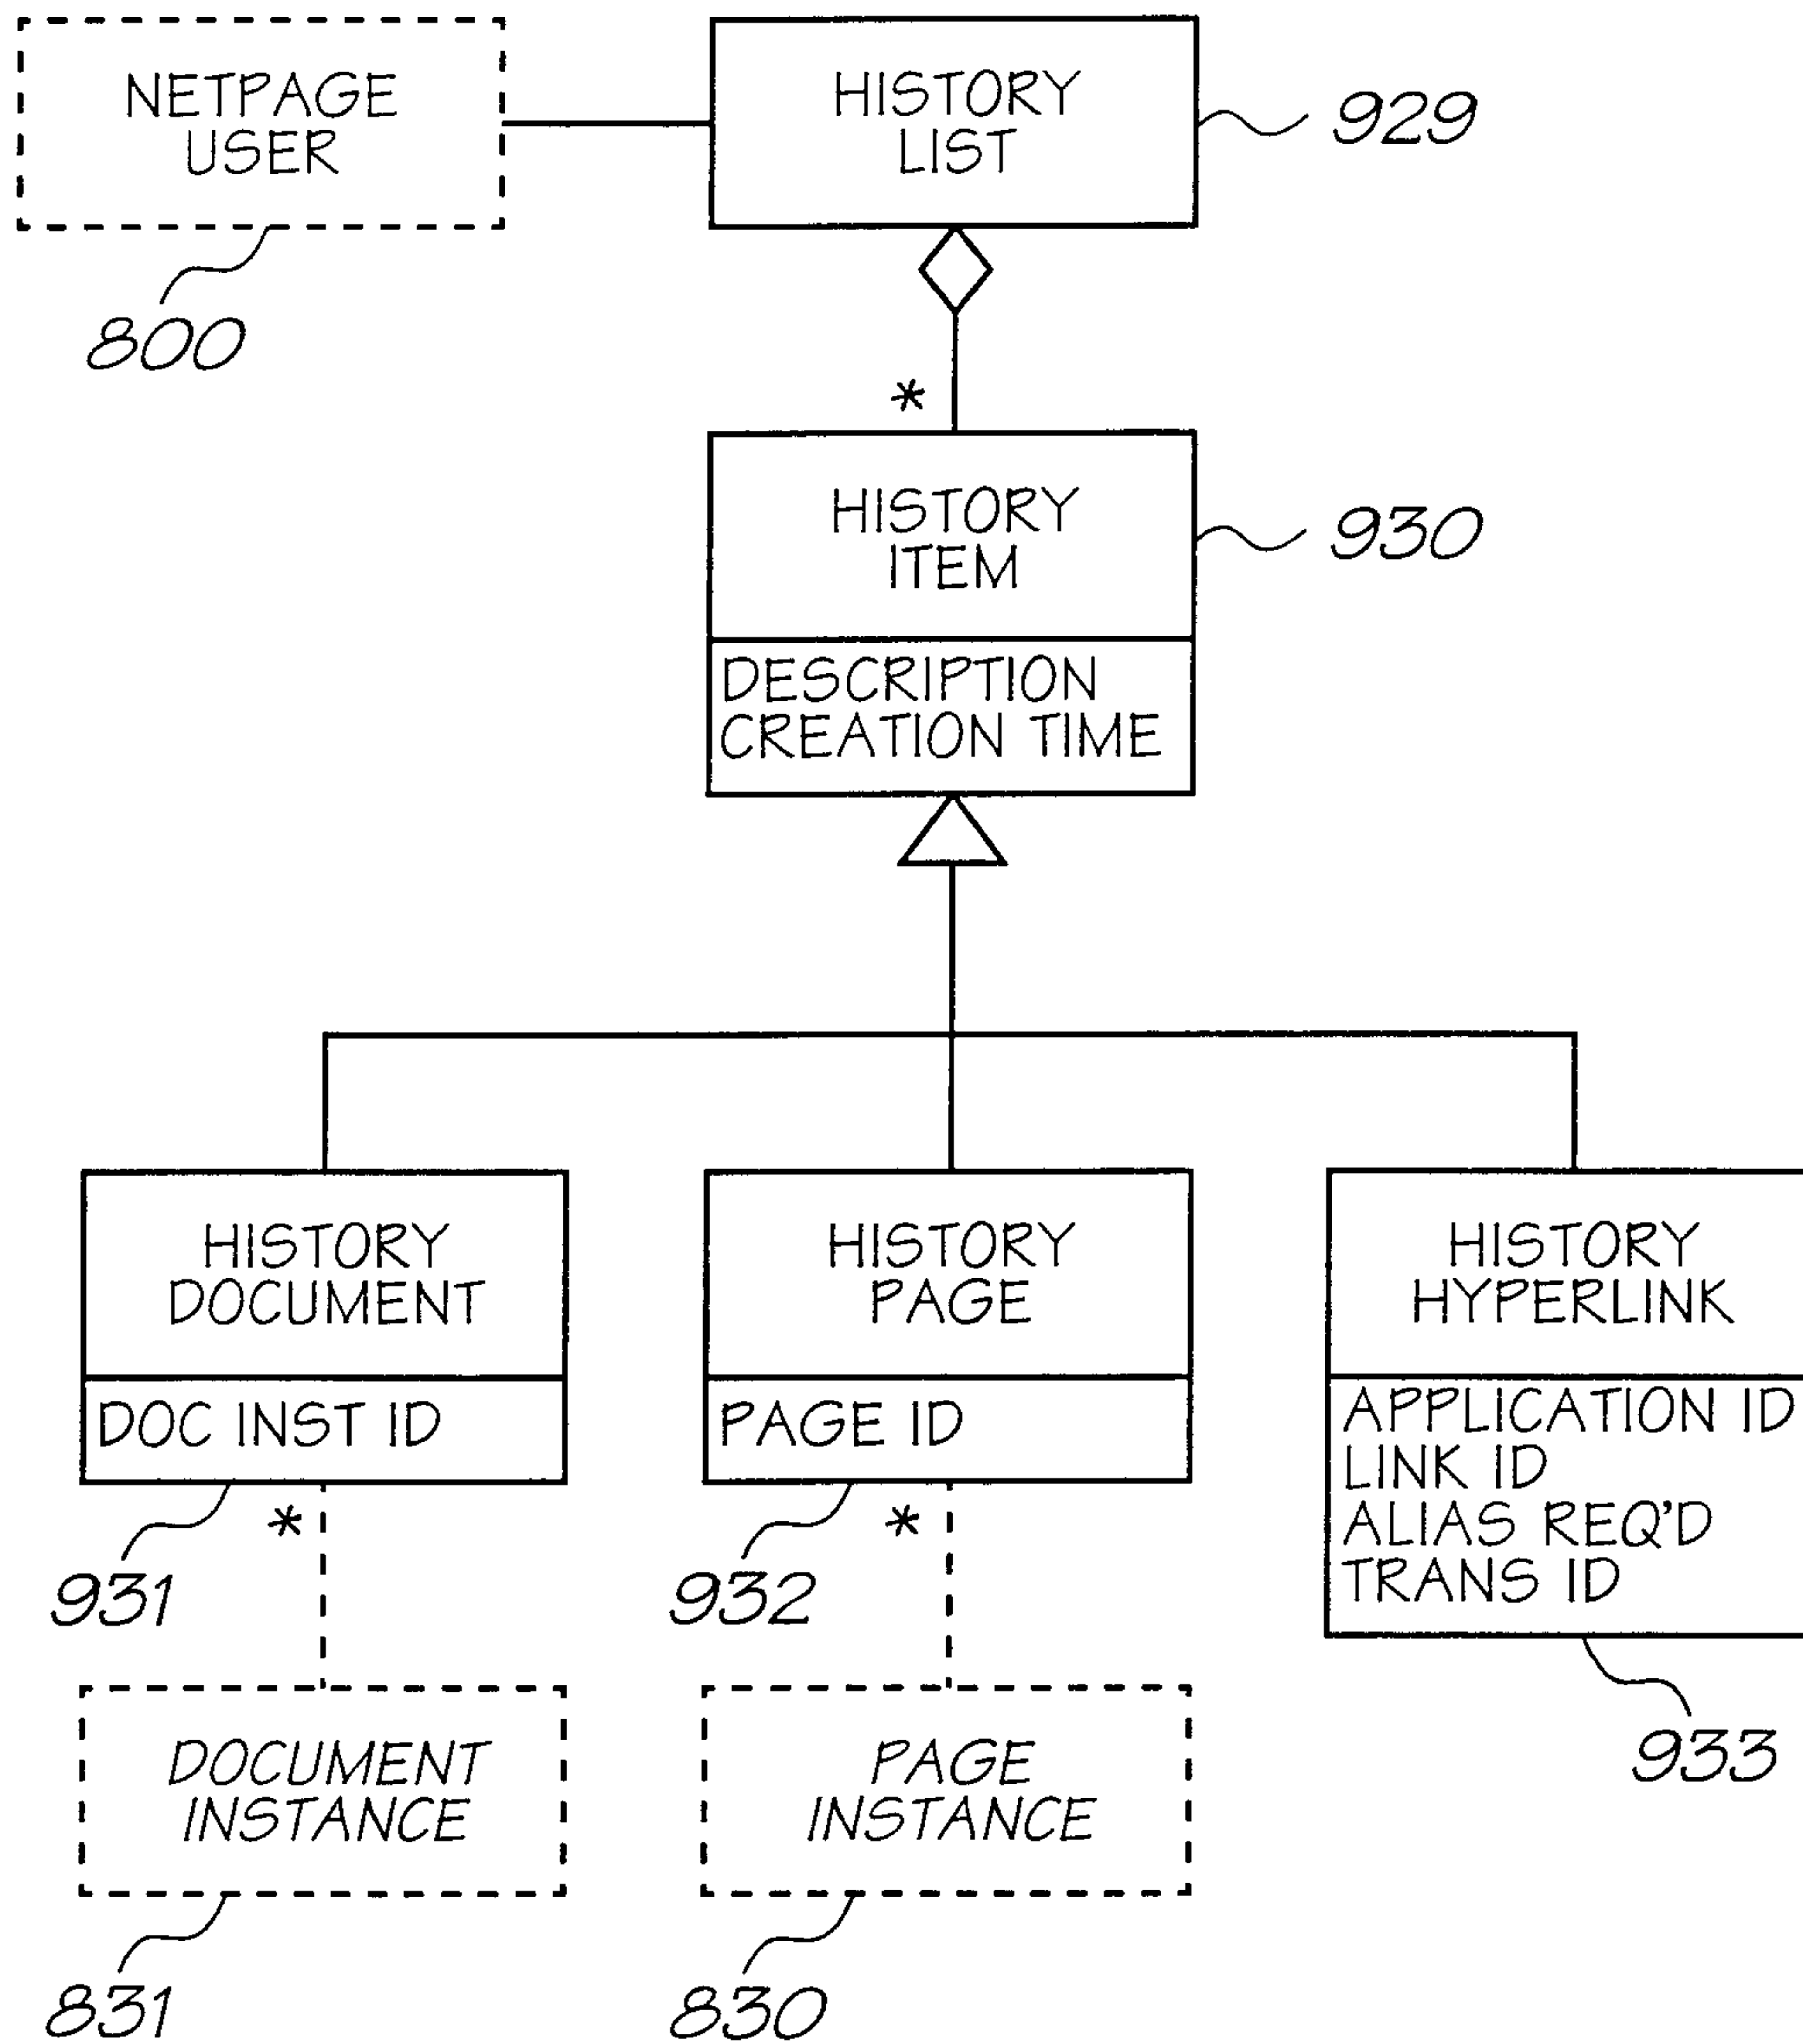 NETPAGE
USER
800
HISTORY
LIST
929
*
HISTORY
ITEM
930
DESCRIPTION
CREATION TIME
HISTORY
DOCUMENT
DOC INST ID
*
931
HISTORY
PAGE
PAGE ID
*
932
HISTORY
HYPERLINK
APPLICATION ID
LINK ID
ALIAS REQ'D
TRANS ID
933
DOCUMENT
INSTANCE
831
PAGE
INSTANCE
830